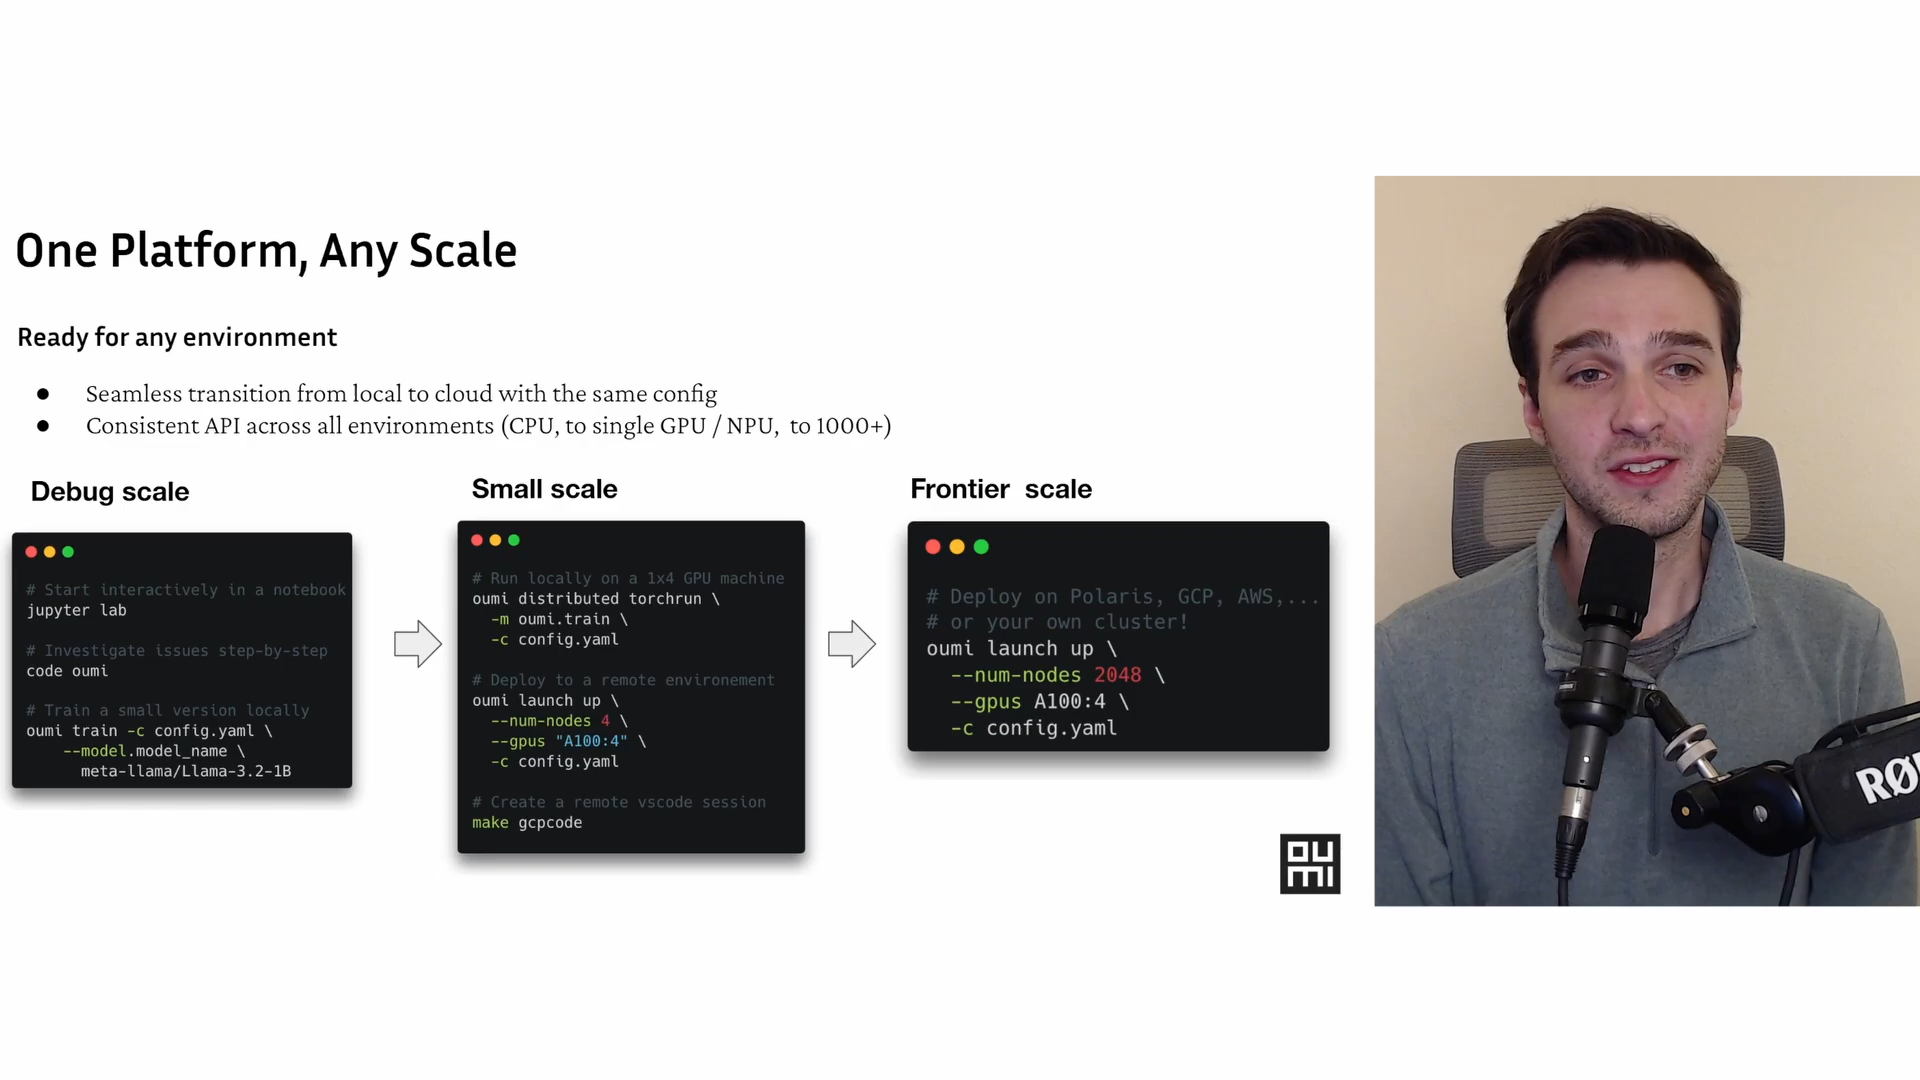 One Platform, Any Scale
Ready for any environment
● Seamless transition from local to cloud with the same config
● Consistent API across all environments (CPU, to single GPU / NPU, to 1000+)
Debug scale
# Start interactively in a notebook
jupyter lab
# Investigate issues step-by-step
code oumi
# Train a small version locally
oumi train -c config.yaml \
--model.model_name \
meta-llama/Llama-3.2-1B
Small scale
# Run locally on a 1x4 GPU machine
oumi distributed torchrun \
-m oumi.train \
-c config.yaml
# Deploy to a remote environement
oumi launch up \
--num-nodes 4 \
--gpus "A100:4" \
-c config.yaml
# Create a remote vscode session
make gcpcode
Frontier scale
# Deploy on Polaris, GCP, AWS,...
# or your own cluster!
oumi launch up \
--num-nodes 2048 \
--gpus A100:4 \
-c config.yaml
OU
MI